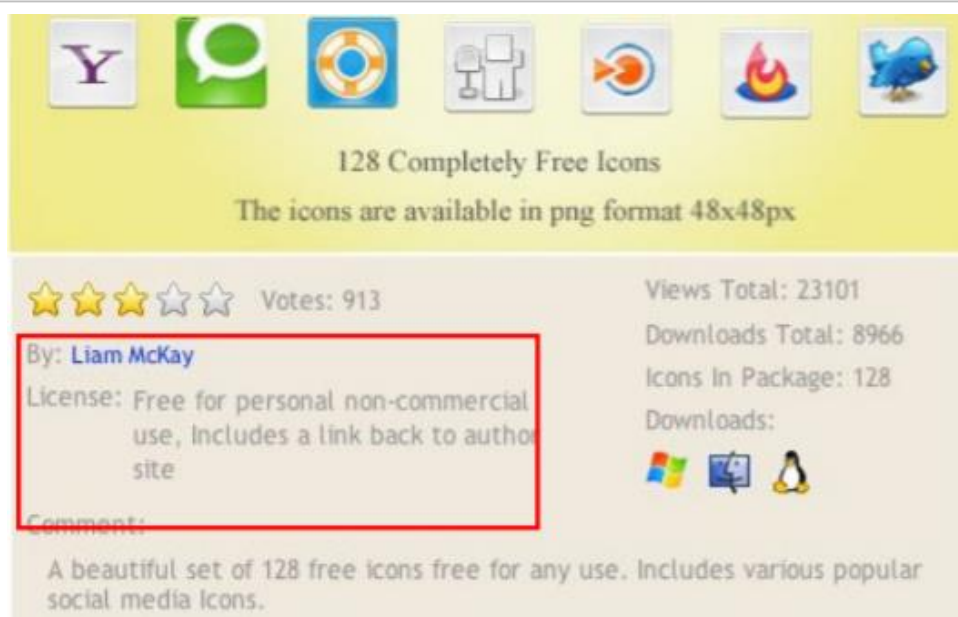 Y
128 Completely Free Icons
The icons are available in png format 48x48px
Votes: 913
By: Liam McKay
License: Free for personal non-commercial
use, Includes a link back to author
site
Comment:
A beautiful set of 128 free icons free for any use. Includes various popular
social media Icons.
Views Total: 23101
Downloads Total: 8966
Icons In Package: 128
Downloads: